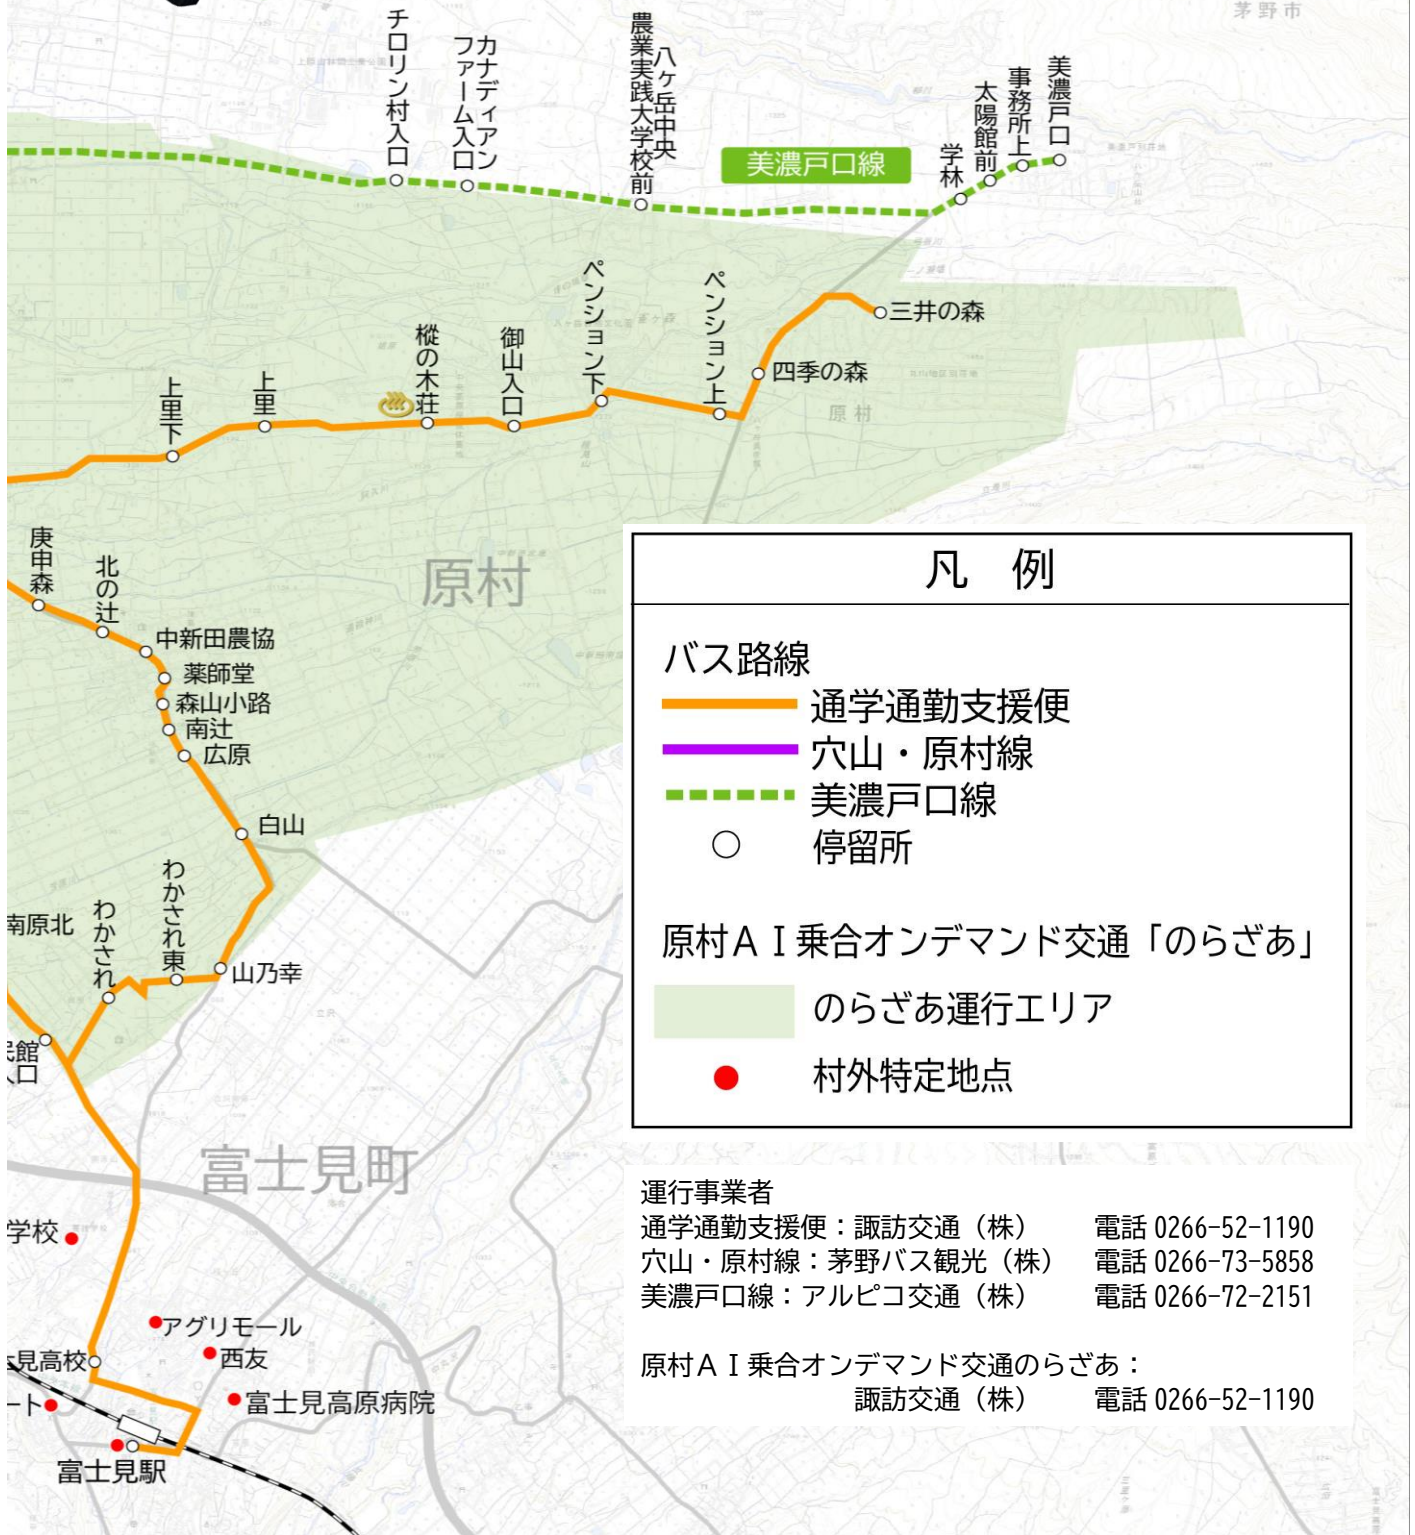 茅野市
チロリン村入口
カナディアン
ファーム入口
八ヶ岳中央
農業実践大学校前
美濃戸口線
学林
太陽館前
事務所上
美濃戸口
三井の森
四季の森
ペンション上
ペンション下
御山入口
樅の木荘
上里
上里下
原村
原村
庚申森
北の辻
中新田農協
薬師堂
森山小路
南辻
広原
白山
山乃幸
わかされ東
わかされ
南原北
館
口
富士見町
学校
アグリモール
西友
富士見高原病院
見高校
ート
富士見駅
凡 例
バス路線
通学通勤支援便
穴山・原村線
美濃戸口線
停留所
原村ＡＩ乗合オンデマンド交通「のらざあ」
のらざあ運行エリア
村外特定地点
運行事業者
通学通勤支援便：諏訪交通（株） 電話 0266-52-1190
穴山・原村線：茅野バス観光（株） 電話 0266-73-5858
美濃戸口線：アルピコ交通（株） 電話 0266-72-2151
原村ＡＩ乗合オンデマンド交通のらざあ：
諏訪交通（株） 電話 0266-52-1190